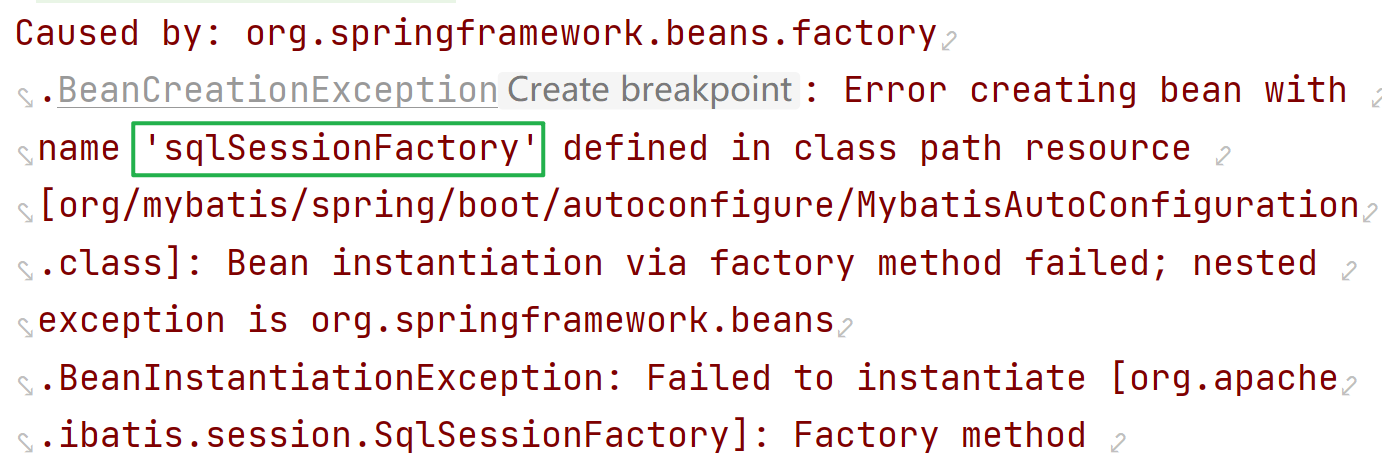 Caused by: org.springframework.beans.factory
.BeanCreationException Create breakpoint : Error creating bean with
name 'sqlSessionFactory' defined in class path resource
[org/mybatis/spring/boot/autoconfigure/MybatisAutoConfiguration
.class]: Bean instantiation via factory method failed; nested
exception is org.springframework.beans
.BeanInstantiationException: Failed to instantiate [org.apache
.ibatis.session.SqlSessionFactory]: Factory method